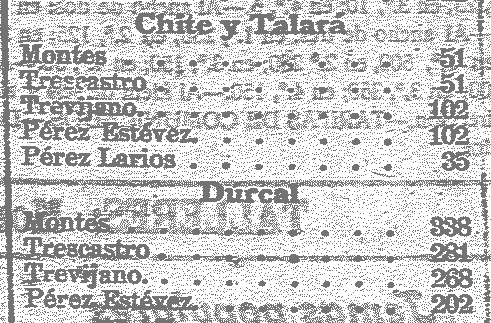 Chite y Talará
Montes . . . . . . 51
Trescastro . . . . . . 51
Trevijano. . . . . . . 102
Pérez Estévez. . . . . . 102
Pérez Larios . . . . . . 35
Durcal
Montes. . . . . . . 338
Trescastro . . . . . . 281
Trevijano. . . . . . . 268
Pérez Estévez. . . . . . 202